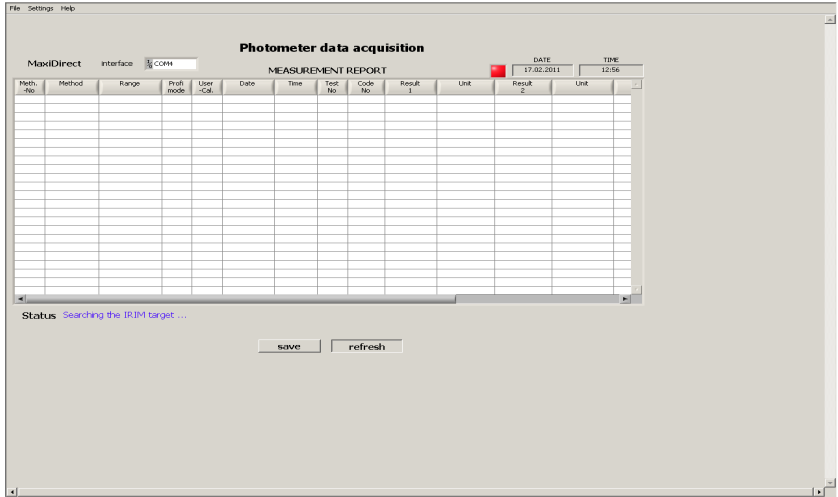 File Settings Help
Photometer data acquisition
MaxiDirect interface COM4
MEASUREMENT REPORT
DATE TIME
17.02.2011 12:56
Meth. -No Method Range Profi mode User -Cal. Date Time Test No Code No Result 1 Unit Result 2 Unit
Status Searching the IRIM target ...
save refresh